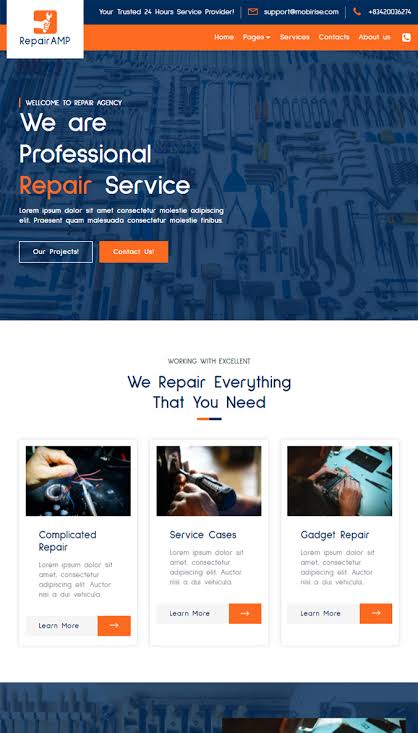 Your Trusted 24 Hours Service Provider!
support@mobirise.com
+83420036274
RepairAMP
Home Pages Services Contacts About us
WELLCOME TO REPAIR AGENCY
We are
Professional
Repair Service
Lorem ipsum dolor sit amet consectetur molestie adipiscing
elit. Praesent quam malesuada consectetur molestie finibus.
Our Projects!
Contact Us!
WORKING WITH EXCELLENT
We Repair Everything
That You Need
Complicated
Repair
Lorem ipsum dolor sit
amet, consectetur
adipiscing elit. Auctor
nisi a dui vehicula.
Learn More
Service Cases
Lorem ipsum dolor sit
amet, consectetur
adipiscing elit. Auctor
nisi a dui vehicula.
Learn More
Gadget Repair
Lorem ipsum dolor sit
amet, consectetur
adipiscing elit. Auctor
nisi a dui vehicula.
Learn More